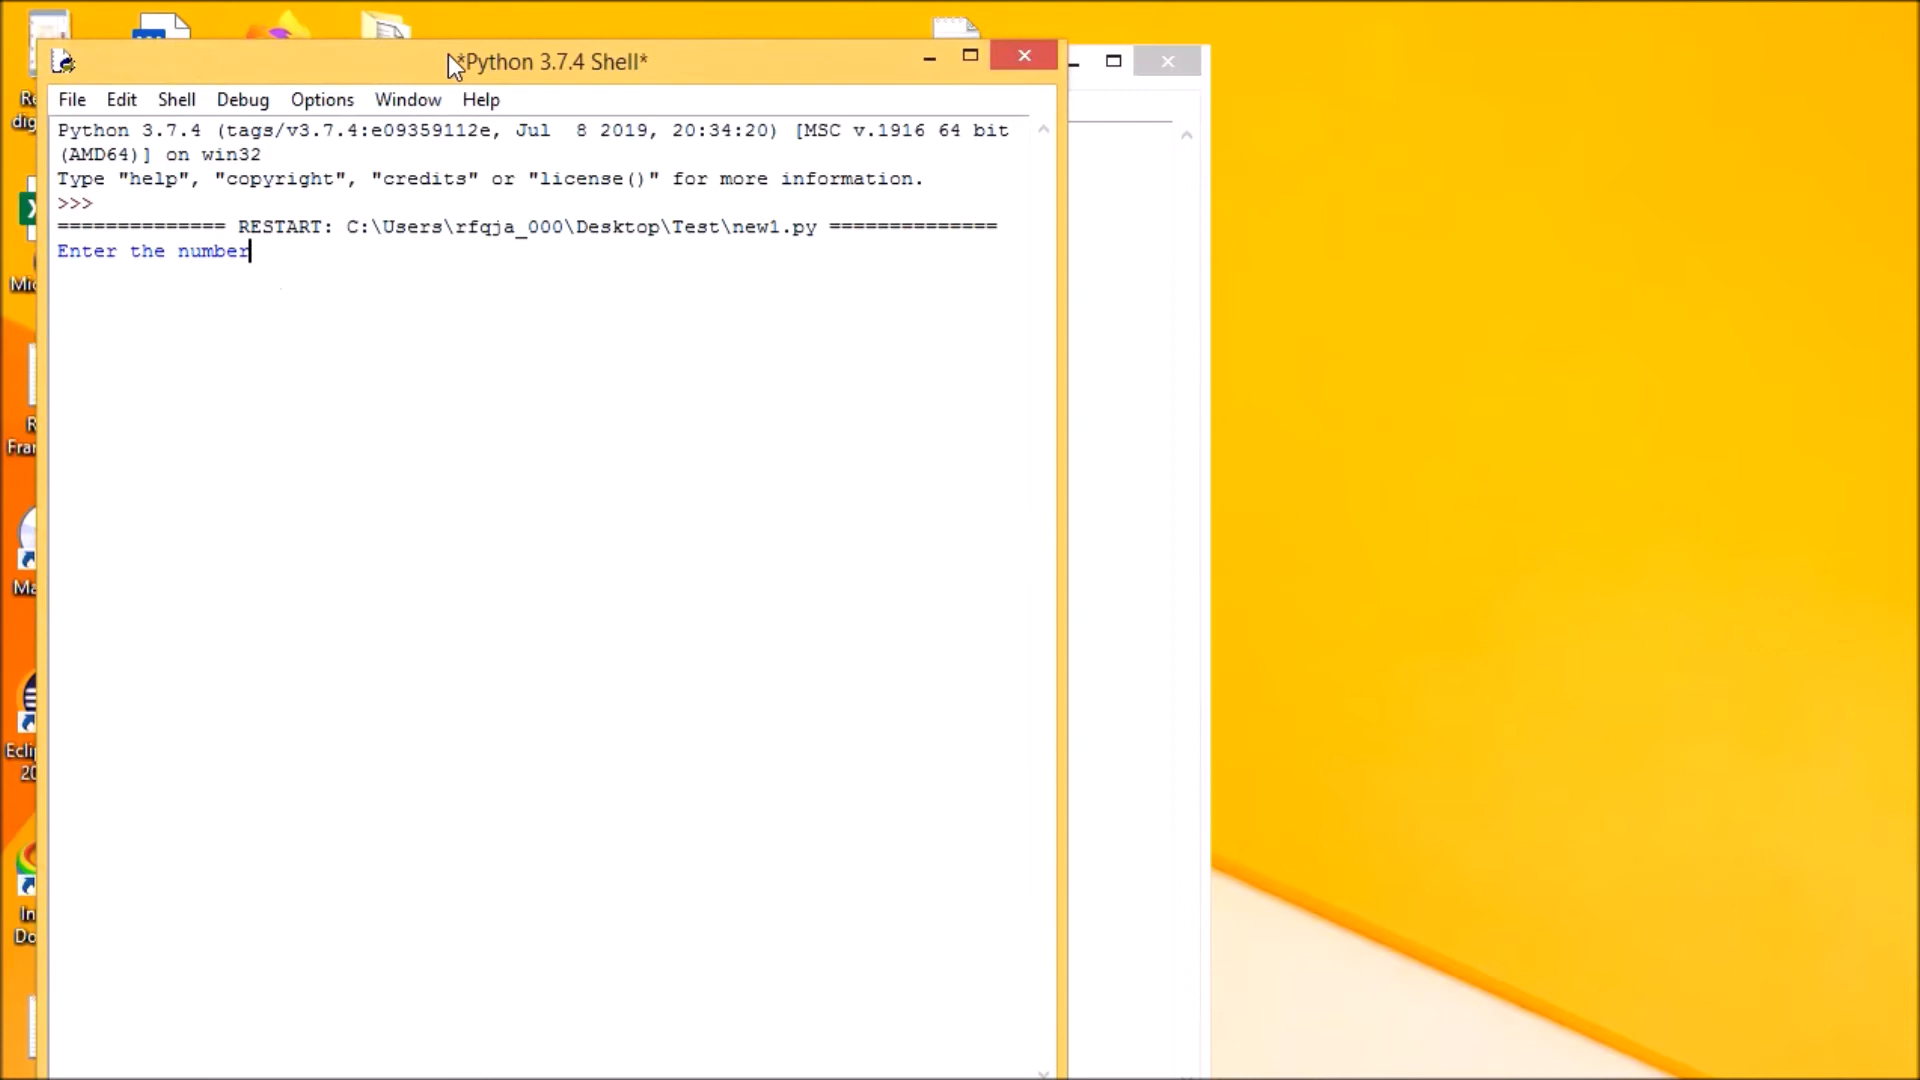 *Python 3.7.4 Shell*
File Edit Shell Debug Options Window Help
Python 3.7.4 (tags/v3.7.4:e09359112e, Jul  8 2019, 20:34:20) [MSC v.1916 64 bit
(AMD64)] on win32
Type "help", "copyright", "credits" or "license()" for more information.
>>>
============== RESTART: C:\Users\rfqja_000\Desktop\Test\new1.py ==============
Enter the number